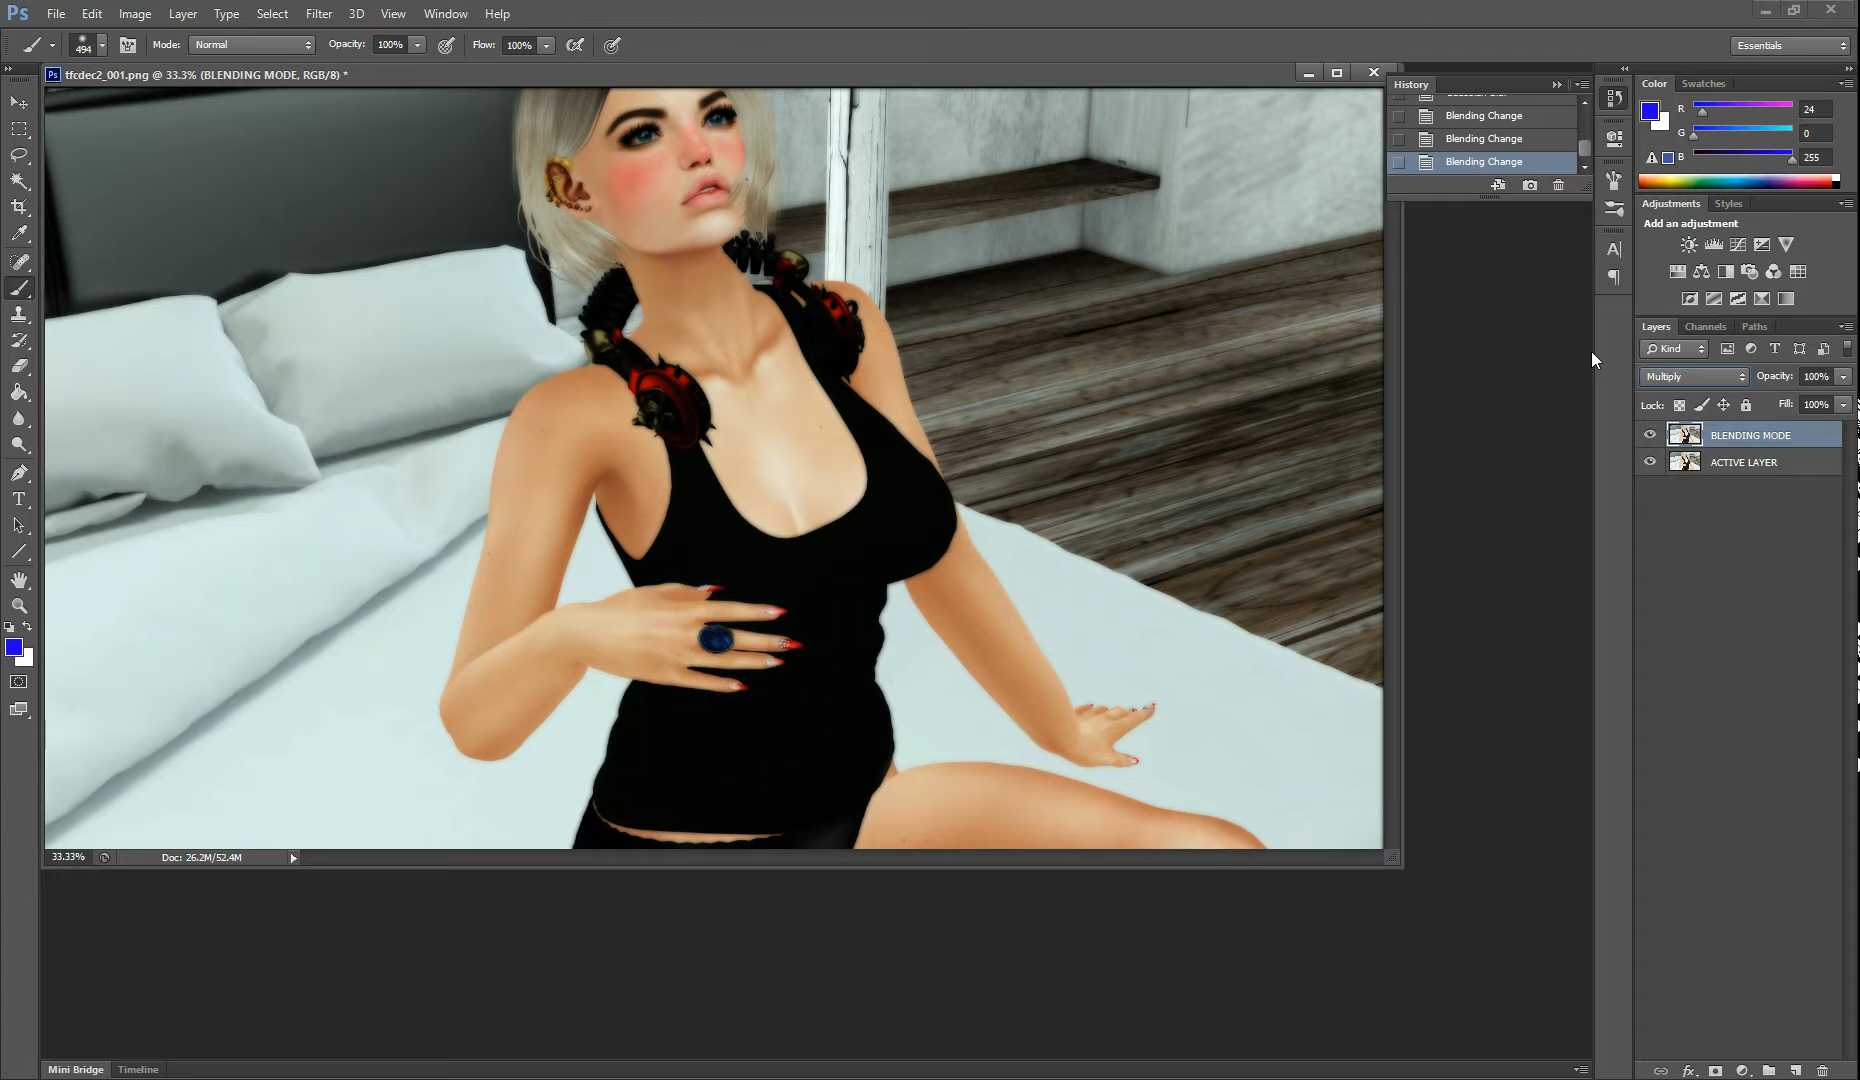 Ps File Edit Image Layer Type Select Filter 3D View Window Help
494 Mode: Normal Opacity: 100% Flow: 100% Essentials
Ps tfcdec2_001.png @ 33.3% (BLENDING MODE, RGB/8) *
History
Blending Change
Blending Change
Blending Change
Color Swatches
R 24
G 0
B 255
Adjustments Styles
Add an adjustment
Layers Channels Paths
Kind
Multiply Opacity: 100%
Lock: Fill: 100%
BLENDING MODE
ACTIVE LAYER
33.33% Doc: 26.2M/52.4M
Mini Bridge Timeline